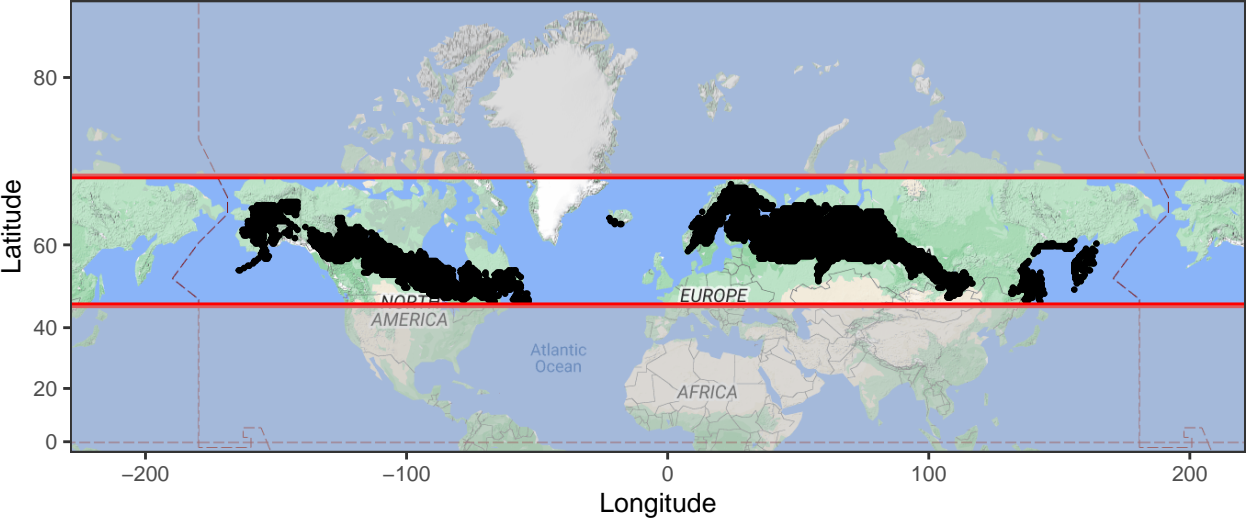 80
60
40
20
0
Latitude
NORTH
AMERICA
EUROPE
Atlantic
Ocean
AFRICA
−200
−100
0
100
200
Longitude